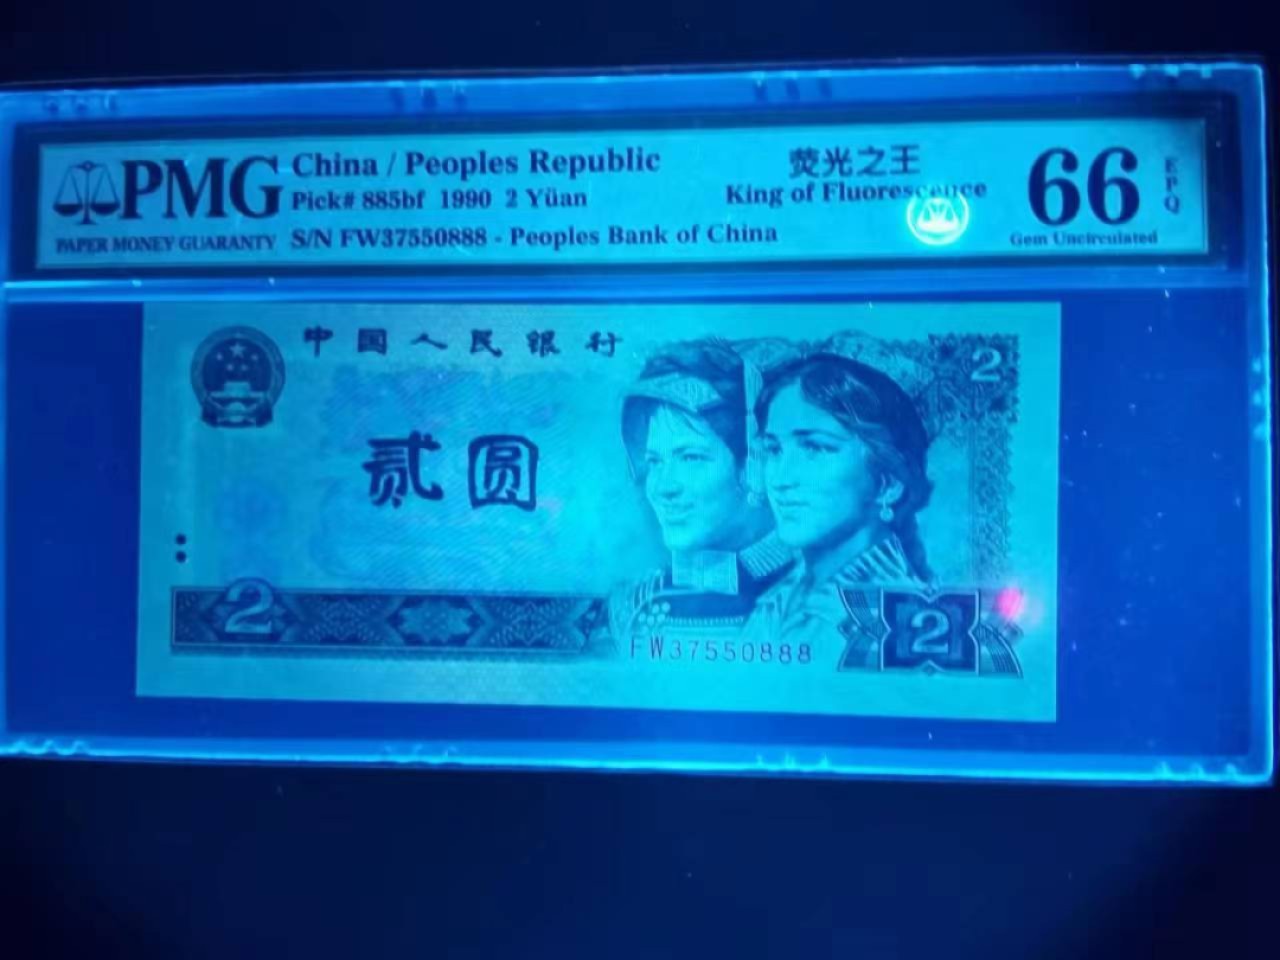 PMG
PAPER MONEY GUARANTY
China / Peoples Republic
Pick# 885bf 1990 2 Yüan
S/N FW37550888 - Peoples Bank of China
荧光之王
King of Fluorescence
66
EPQ
Gem Uncirculated
中国人民银行
2
贰圆
2
2
FW37550888